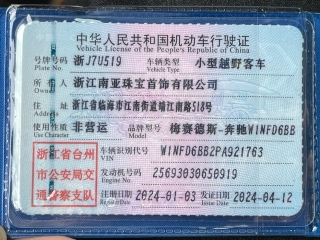 中华人民共和国机动车行驶证
Vehicle License of the People's Republic of China
号牌号码 浙J7U519 车辆类型 小型越野客车
Plate No. Vehicle Type
所有人 浙江南亚珠宝首饰有限公司
Owner
住址 浙江省临海市江南街道靖江南路518号
Address
使用性质 非营运 品牌型号 梅赛德斯-奔驰W1NFD6BB
Use Character Model
浙江省台州市公安局交通警察支队
车辆识别代号 W1NFD6BB2PA921763
VIN
发动机号码 25693030650919
Engine No.
注册日期 2024-01-03 发证日期 2024-04-12
Register Date Issue Date